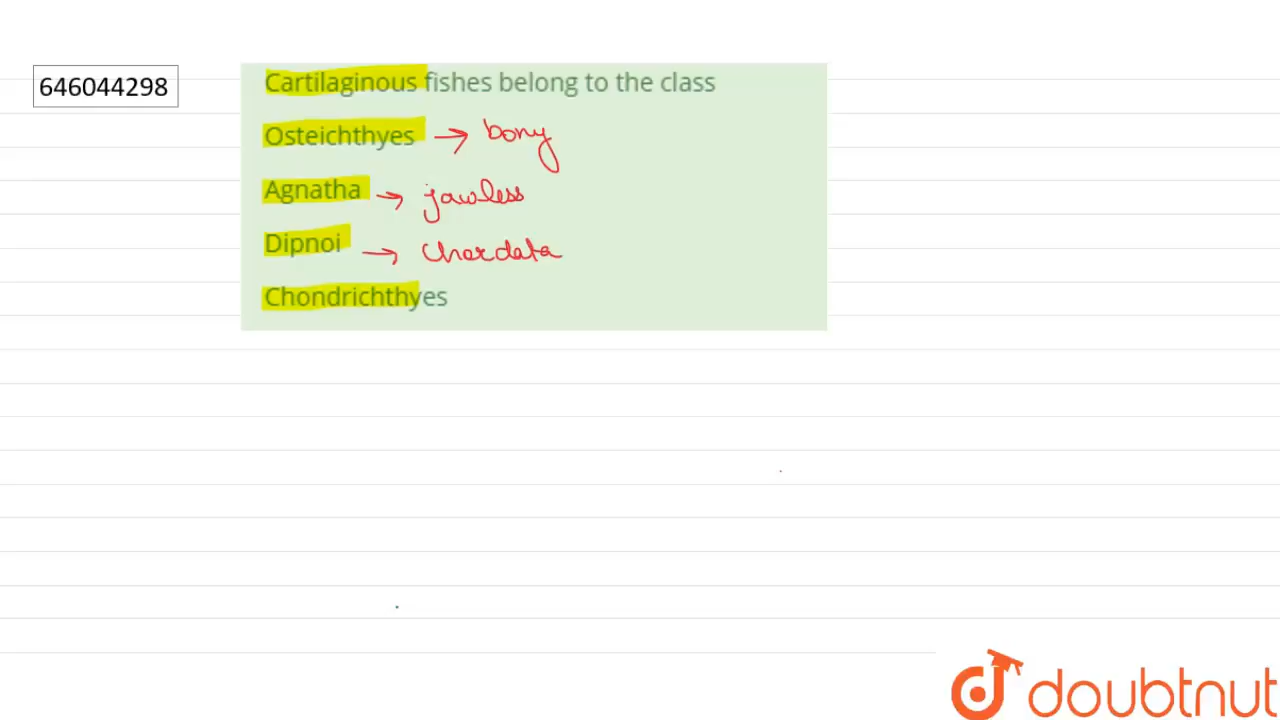 646044298
Cartilaginous fishes belong to the class
Osteichthyes → bony
Agnatha → jawless
Dipnoi → Chordata
Chondrichthyes
doubtnut